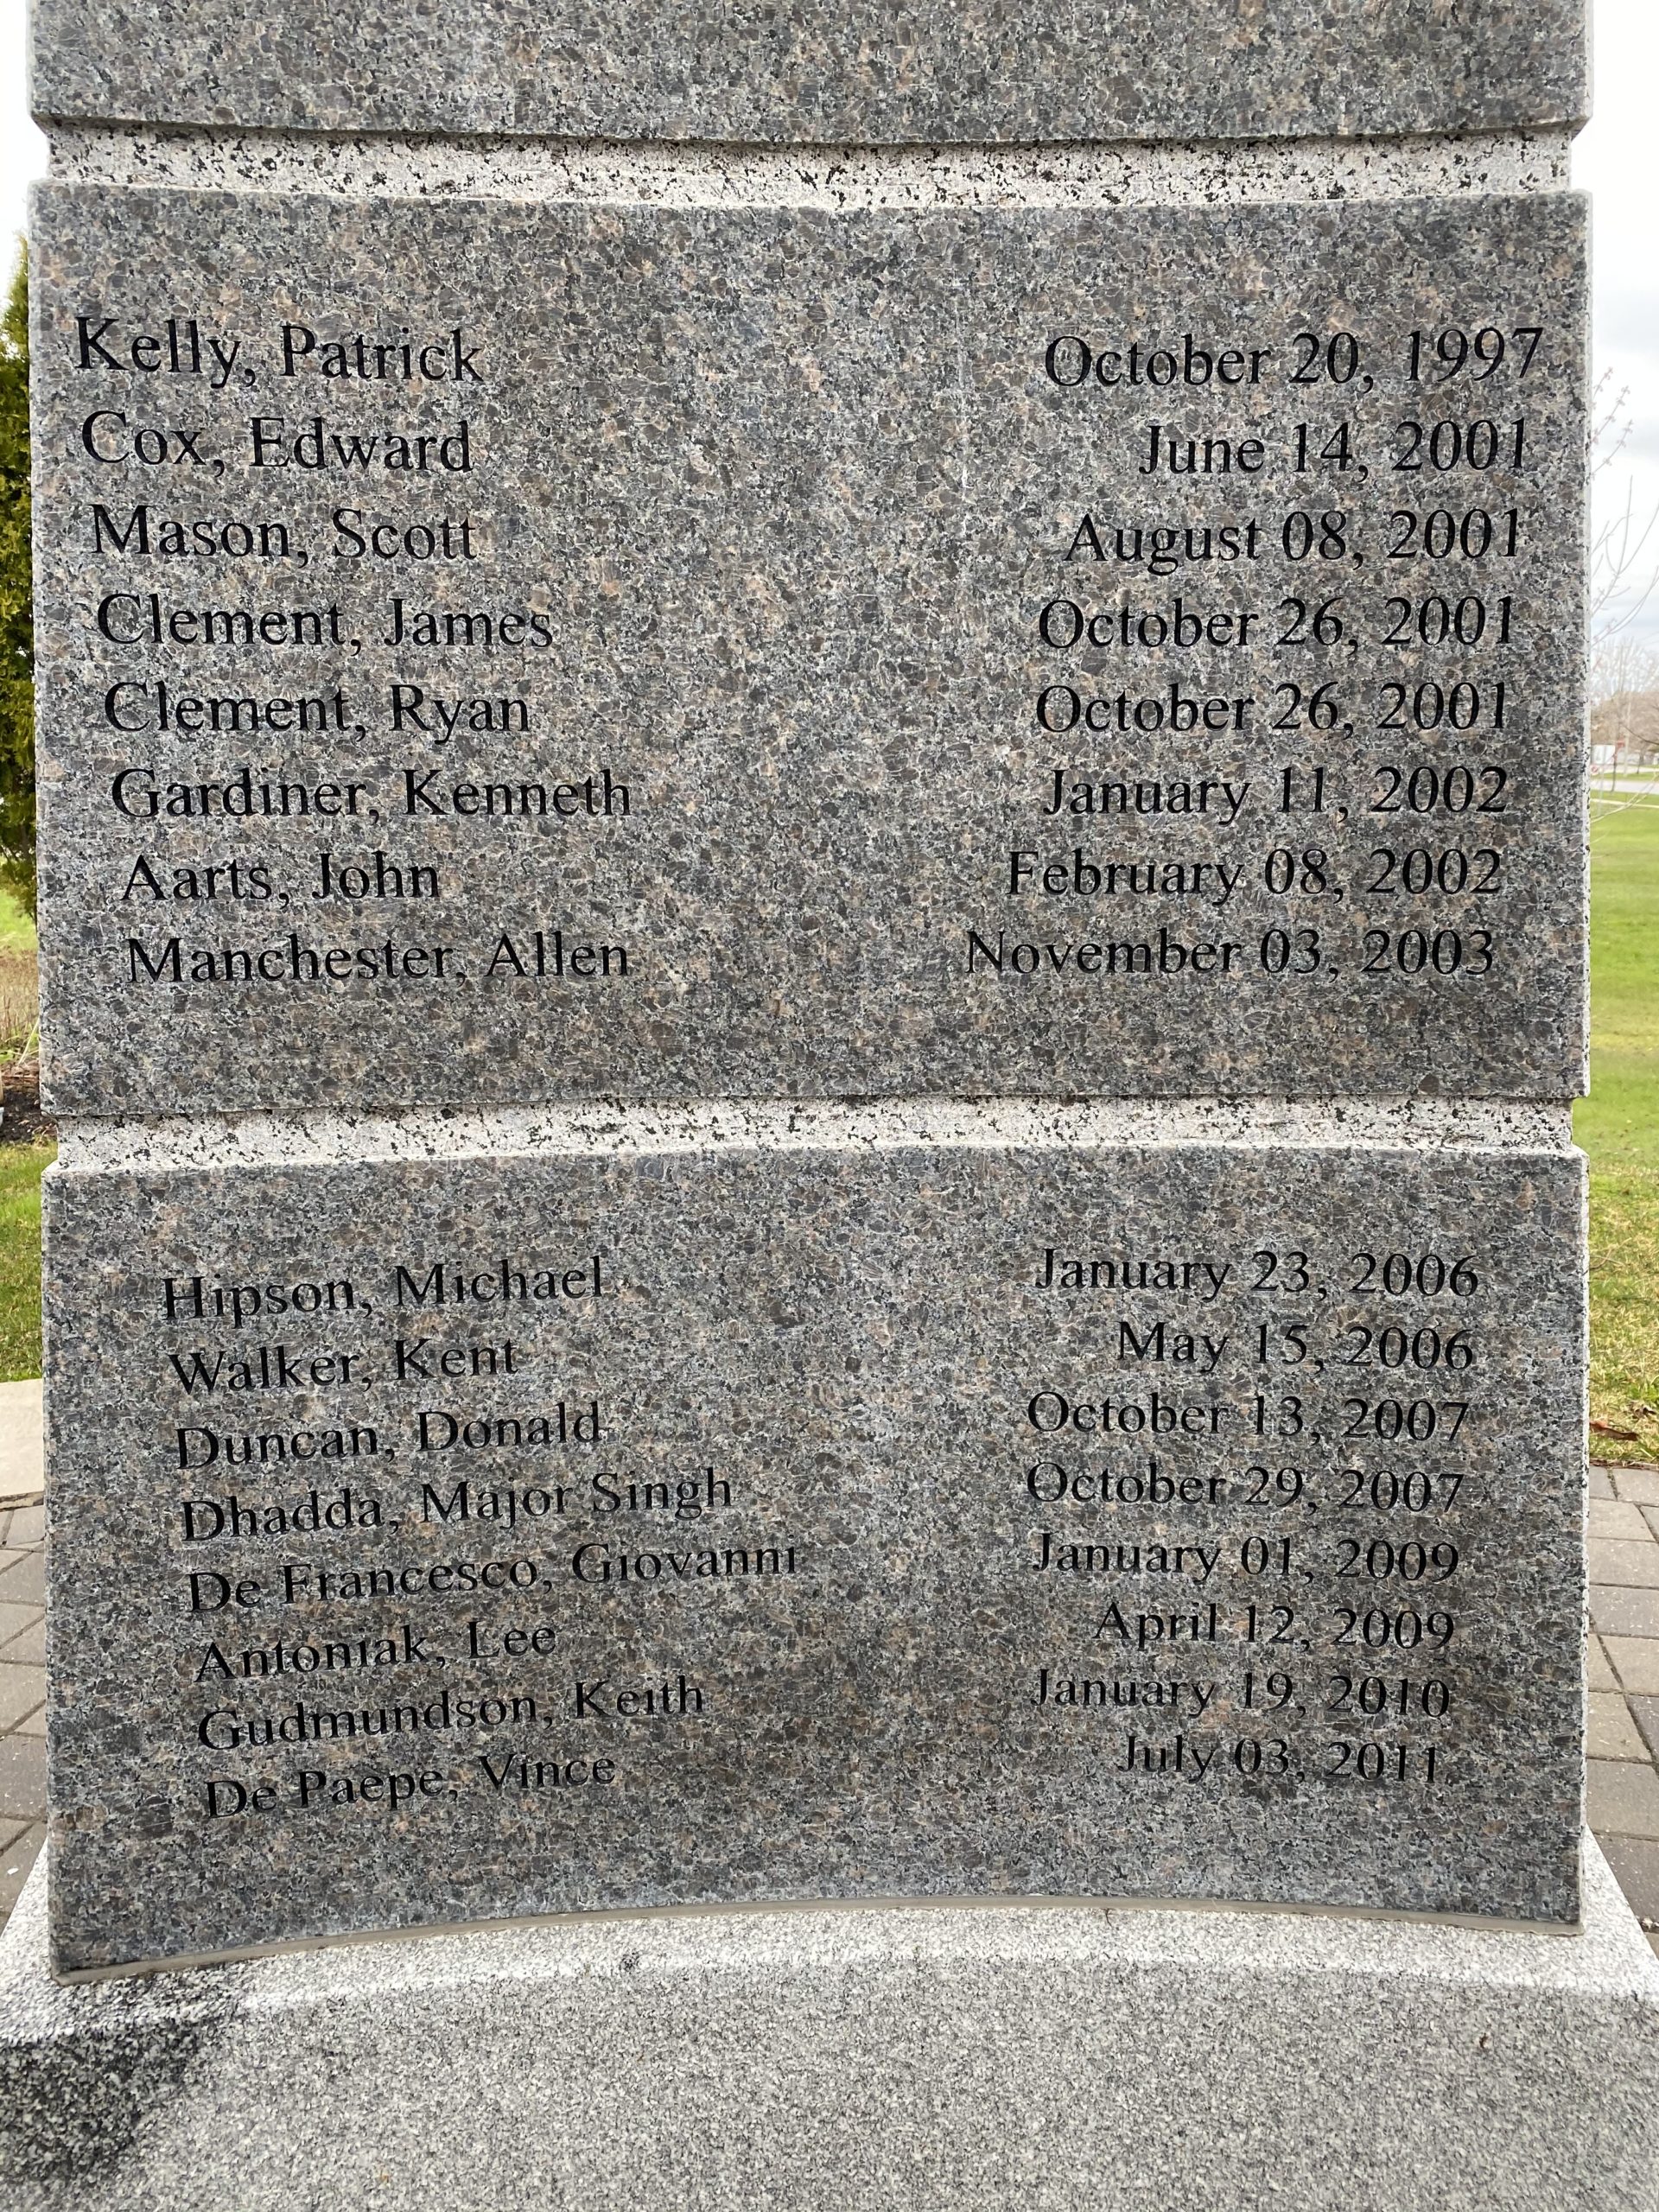 Kelly, Patrick October 20, 1997
Cox, Edward June 14, 2001
Mason, Scott August 08, 2001
Clement, James October 26, 2001
Clement, Ryan October 26, 2001
Gardiner, Kenneth January 11, 2002
Aarts, John February 08, 2002
Manchester, Allen November 03, 2003
Hipson, Michael January 23, 2006
Walker, Kent May 15, 2006
Duncan, Donald October 13, 2007
Dhadda, Major Singh October 29, 2007
De Francesco, Giovanni January 01, 2009
Antoniak, Lee April 12, 2009
Gudmundson, Keith January 19, 2010
De Paepe, Vince July 03, 2011